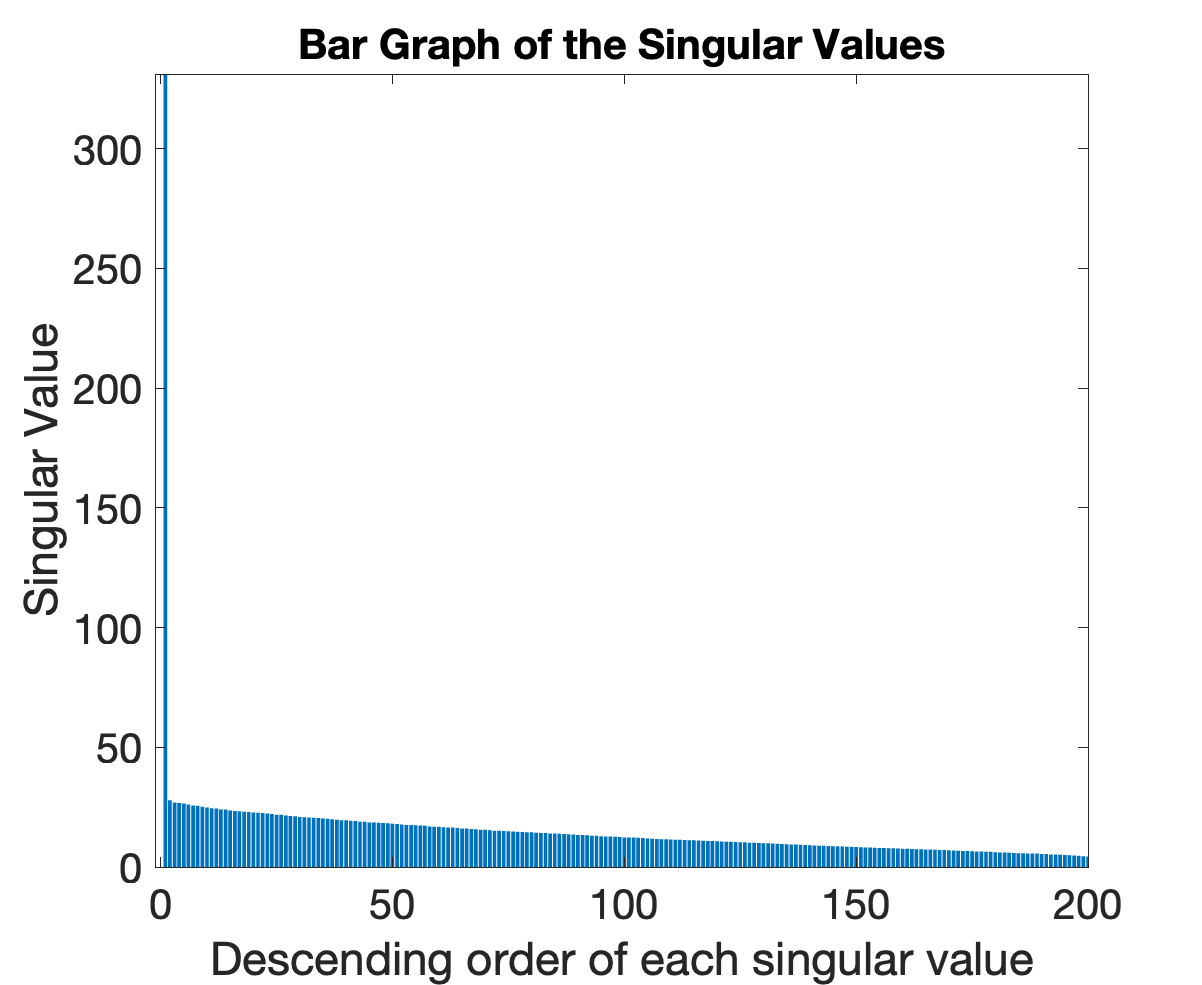 Bar Graph of the Singular Values
300
250
200
150
100
50
0
Singular Value
0 50 100 150 200
Descending order of each singular value